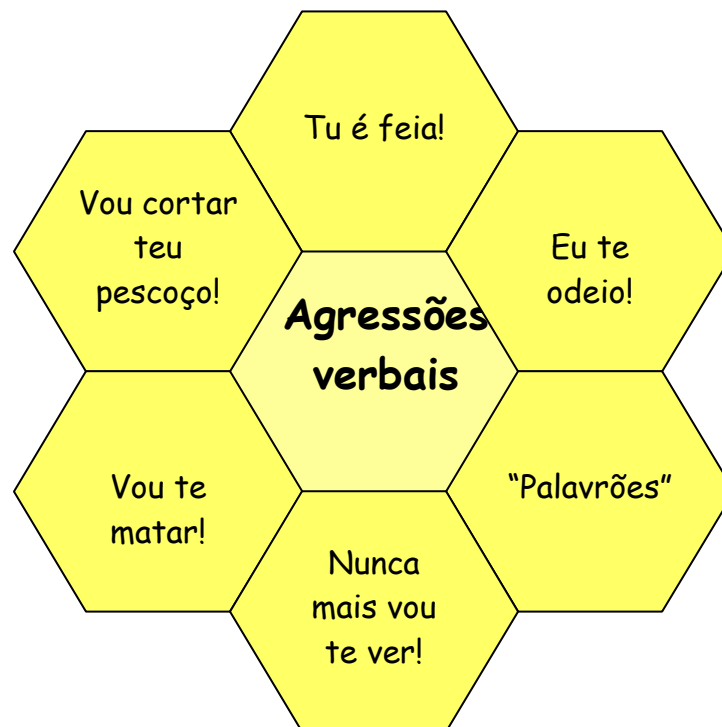 Tu é feia!
Vou cortar
teu
pescoço!
Eu te
odeio!
Agressões
verbais
Vou te
matar!
“Palavrões”
Nunca
mais vou
te ver!